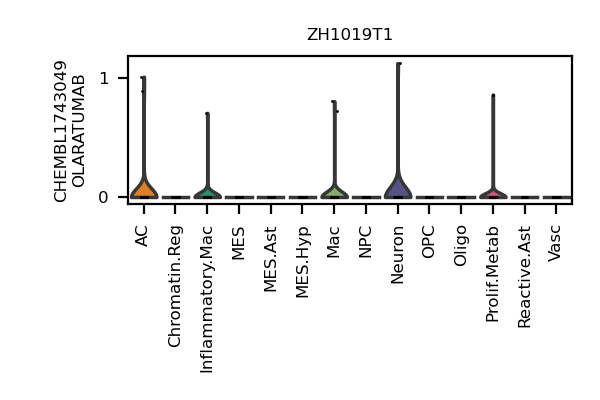 ZH1019T1
CHEMBL1743049
OLARATUMAB
1
0
AC
Chromatin.Reg
Inflammatory.Mac
MES
MES.Ast
MES.Hyp
Mac
NPC
Neuron
OPC
Oligo
Prolif.Metab
Reactive.Ast
Vasc